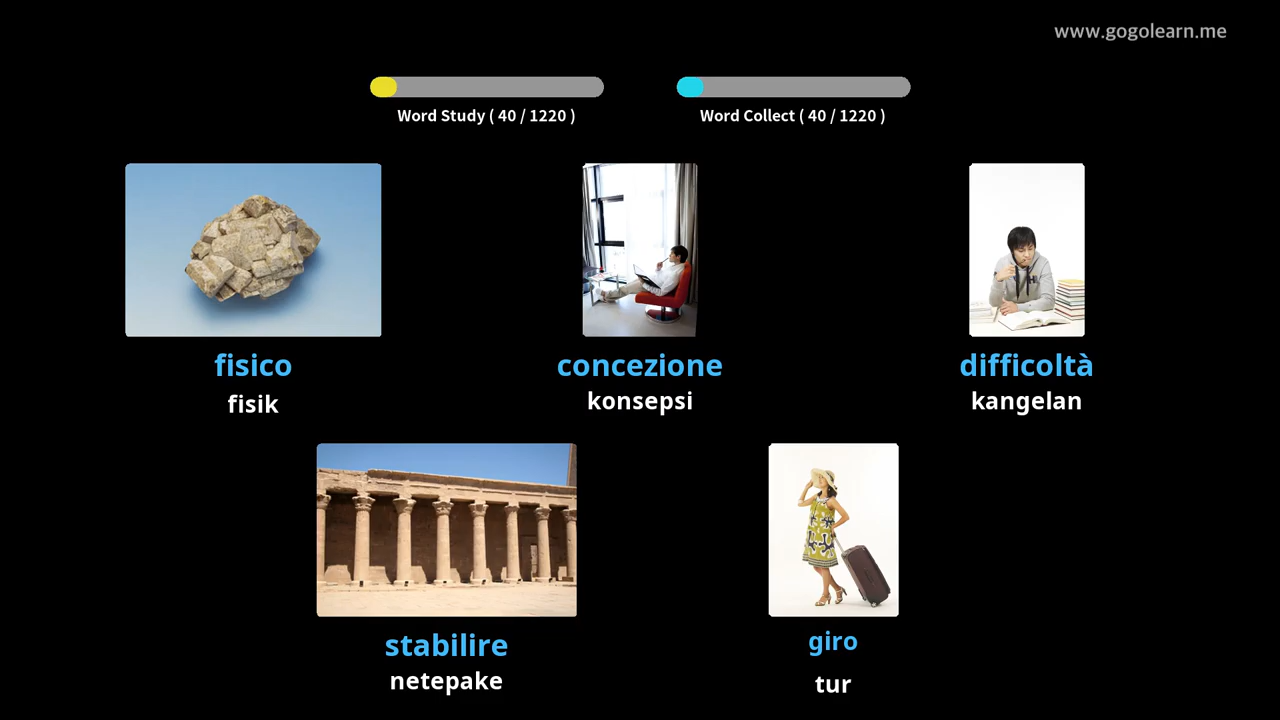 www.gogolearn.me
Word Study ( 40 / 1220 )
Word Collect ( 40 / 1220 )
fisico
fisik
concezione
konsepsi
difficoltà
kangelan
stabilire
netepake
giro
tur